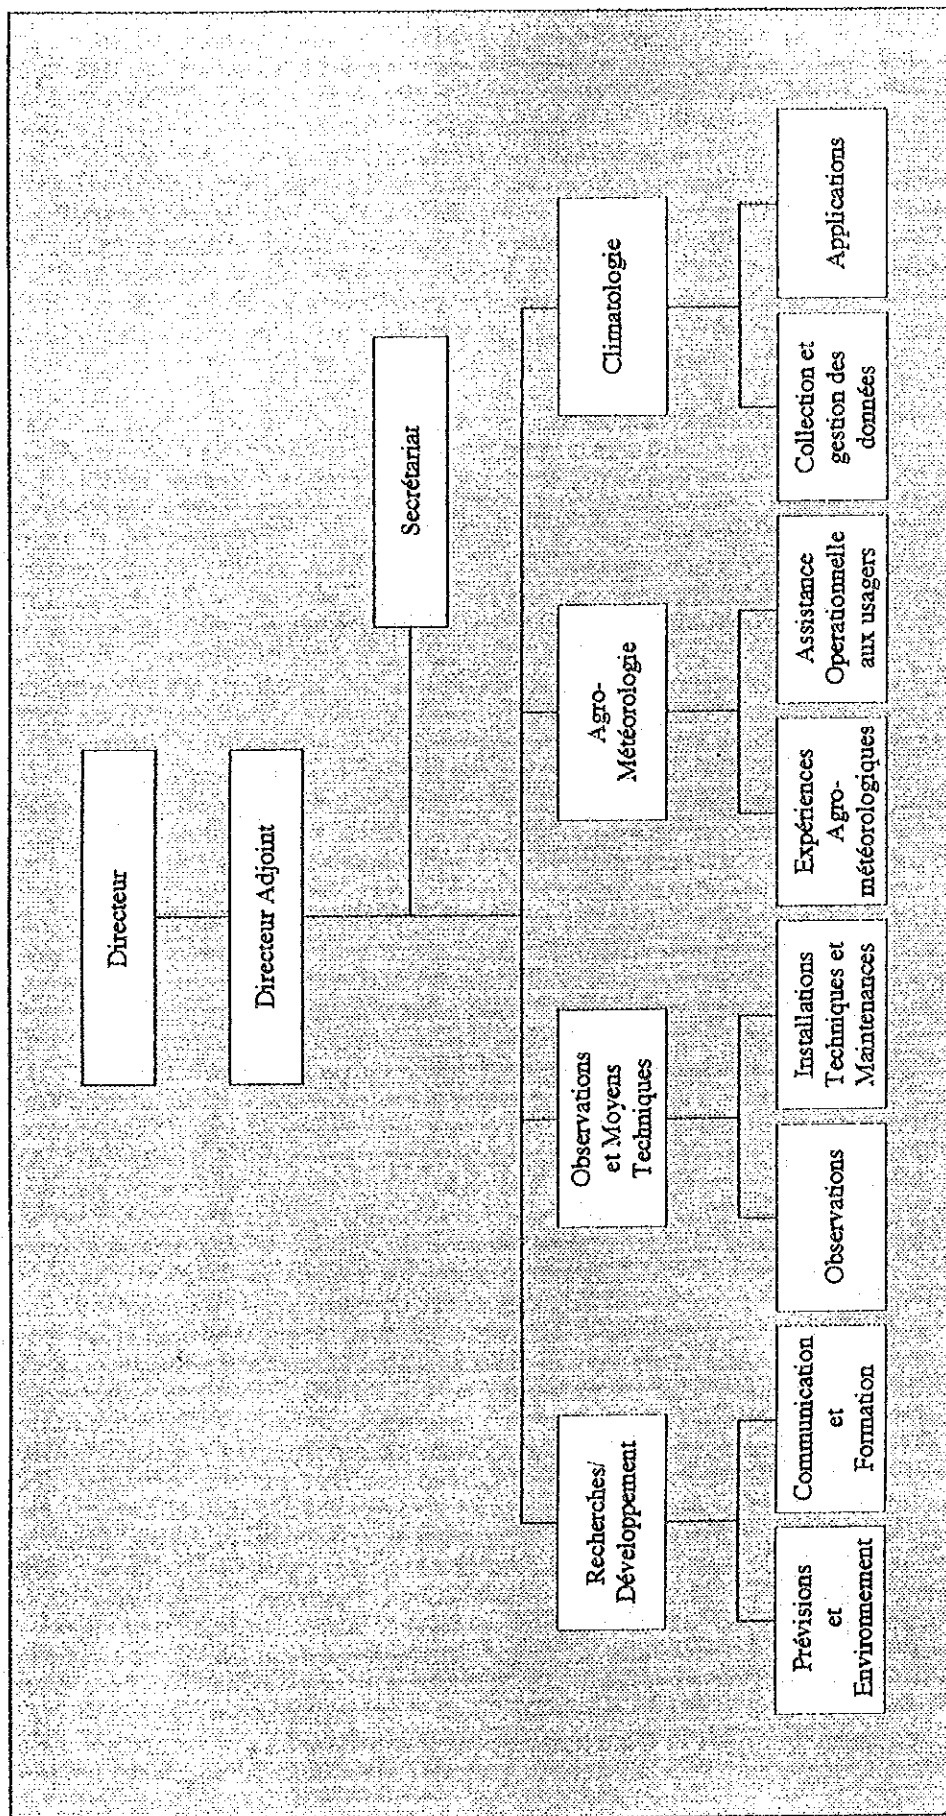 Directeur
Directeur Adjoint
Secrétariat
Recherches/
Développement
Observations
et Moyens
Techniques
Agro-
Météorologie
Climatologie
Prévisions
et
Environnement
Communication
et
Formation
Observations
Installations
Techniques et
Maintenances
Expériences
Agro-
météorologiques
Assistance
Operationnelle
aux usagers
Collection et
gestion des
données
Applications